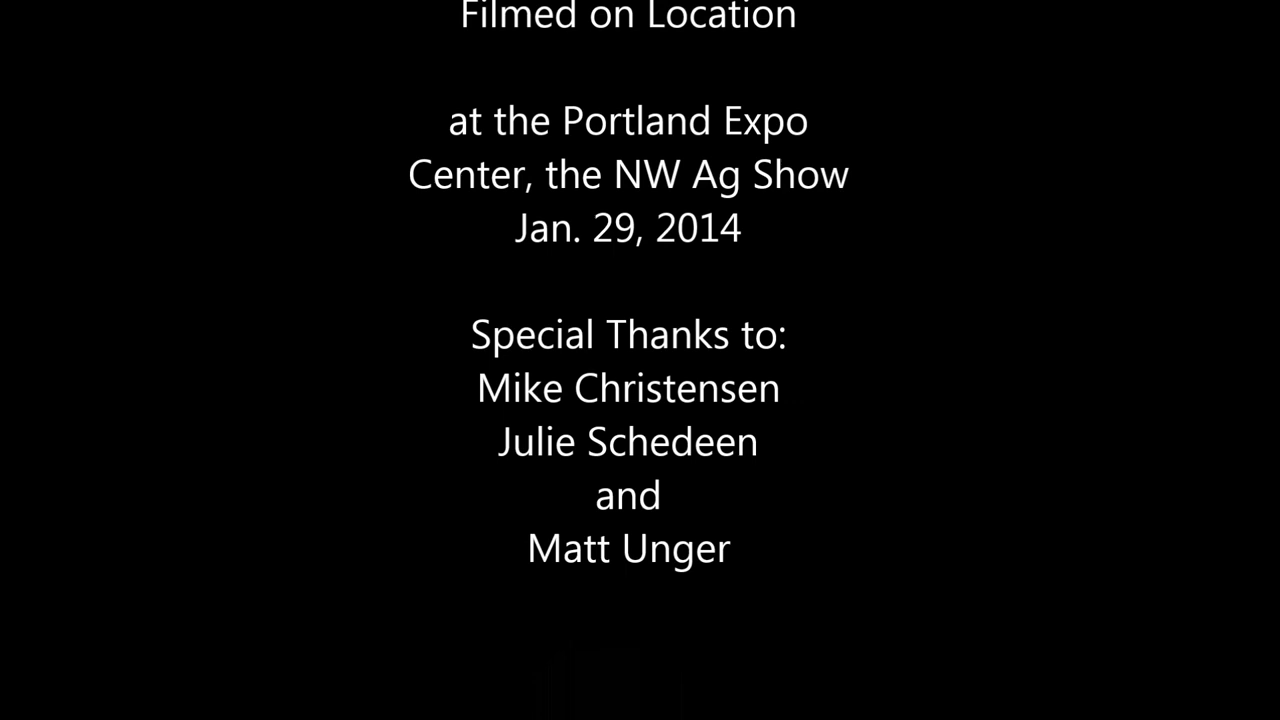 Filmed on Location
at the Portland Expo
Center, the NW Ag Show
Jan. 29, 2014
Special Thanks to:
Mike Christensen
Julie Schedeen
and
Matt Unger